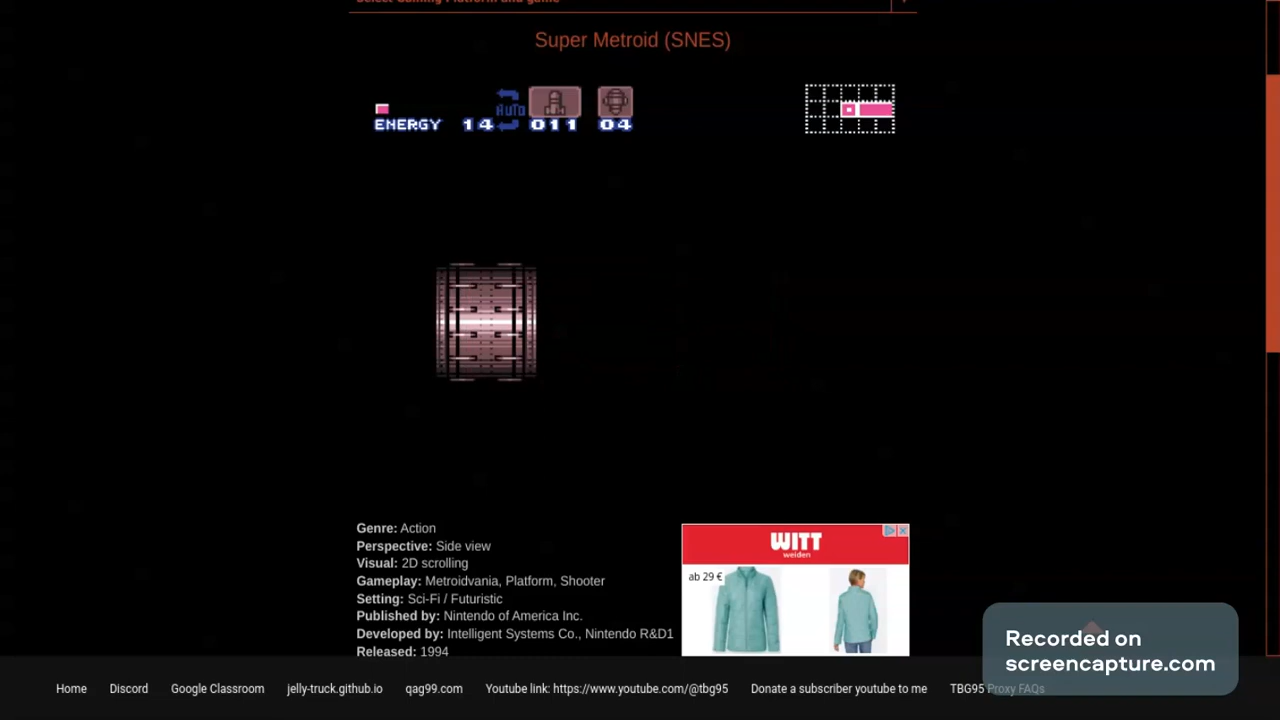 Super Metroid (SNES)
AUTO
ENERGY 14 011 04
Genre: Action
Perspective: Side view
Visual: 2D scrolling
Gameplay: Metroidvania, Platform, Shooter
Setting: Sci-Fi / Futuristic
Published by: Nintendo of America Inc.
Developed by: Intelligent Systems Co., Nintendo R&D1
Released: 1994
WITT
weiden
ab 29 €
Recorded on
screencapture.com
Home Discord Google Classroom jelly-truck.github.io qag99.com Youtube link: https://www.youtube.com/@tbg95 Donate a subscriber youtube to me TBG95 Proxy FAQs